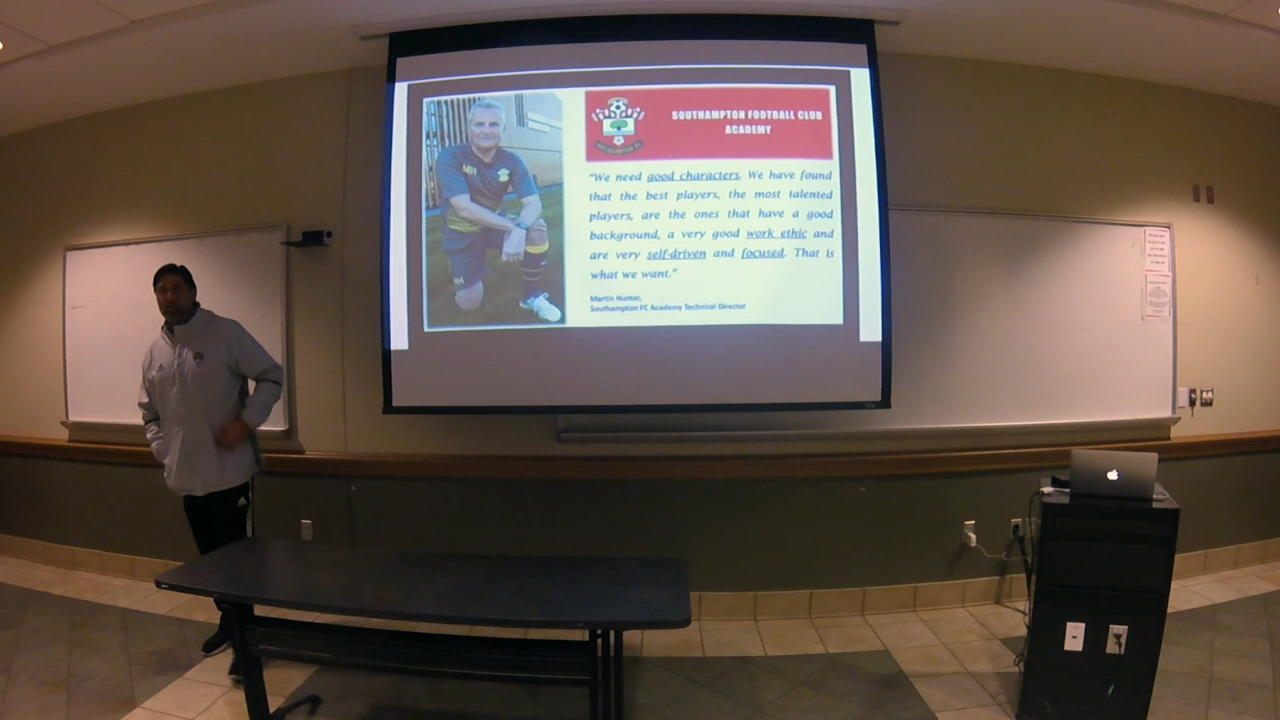 SOUTHAMPTON FOOTBALL CLUB
ACADEMY
"We need good characters. We have found
that the best players, the most talented
players, are the ones that have a good
background, a very good work ethic and
are very self-driven and focused. That is
what we want."
Martin Hunter,
Southampton FC Academy Technical Director